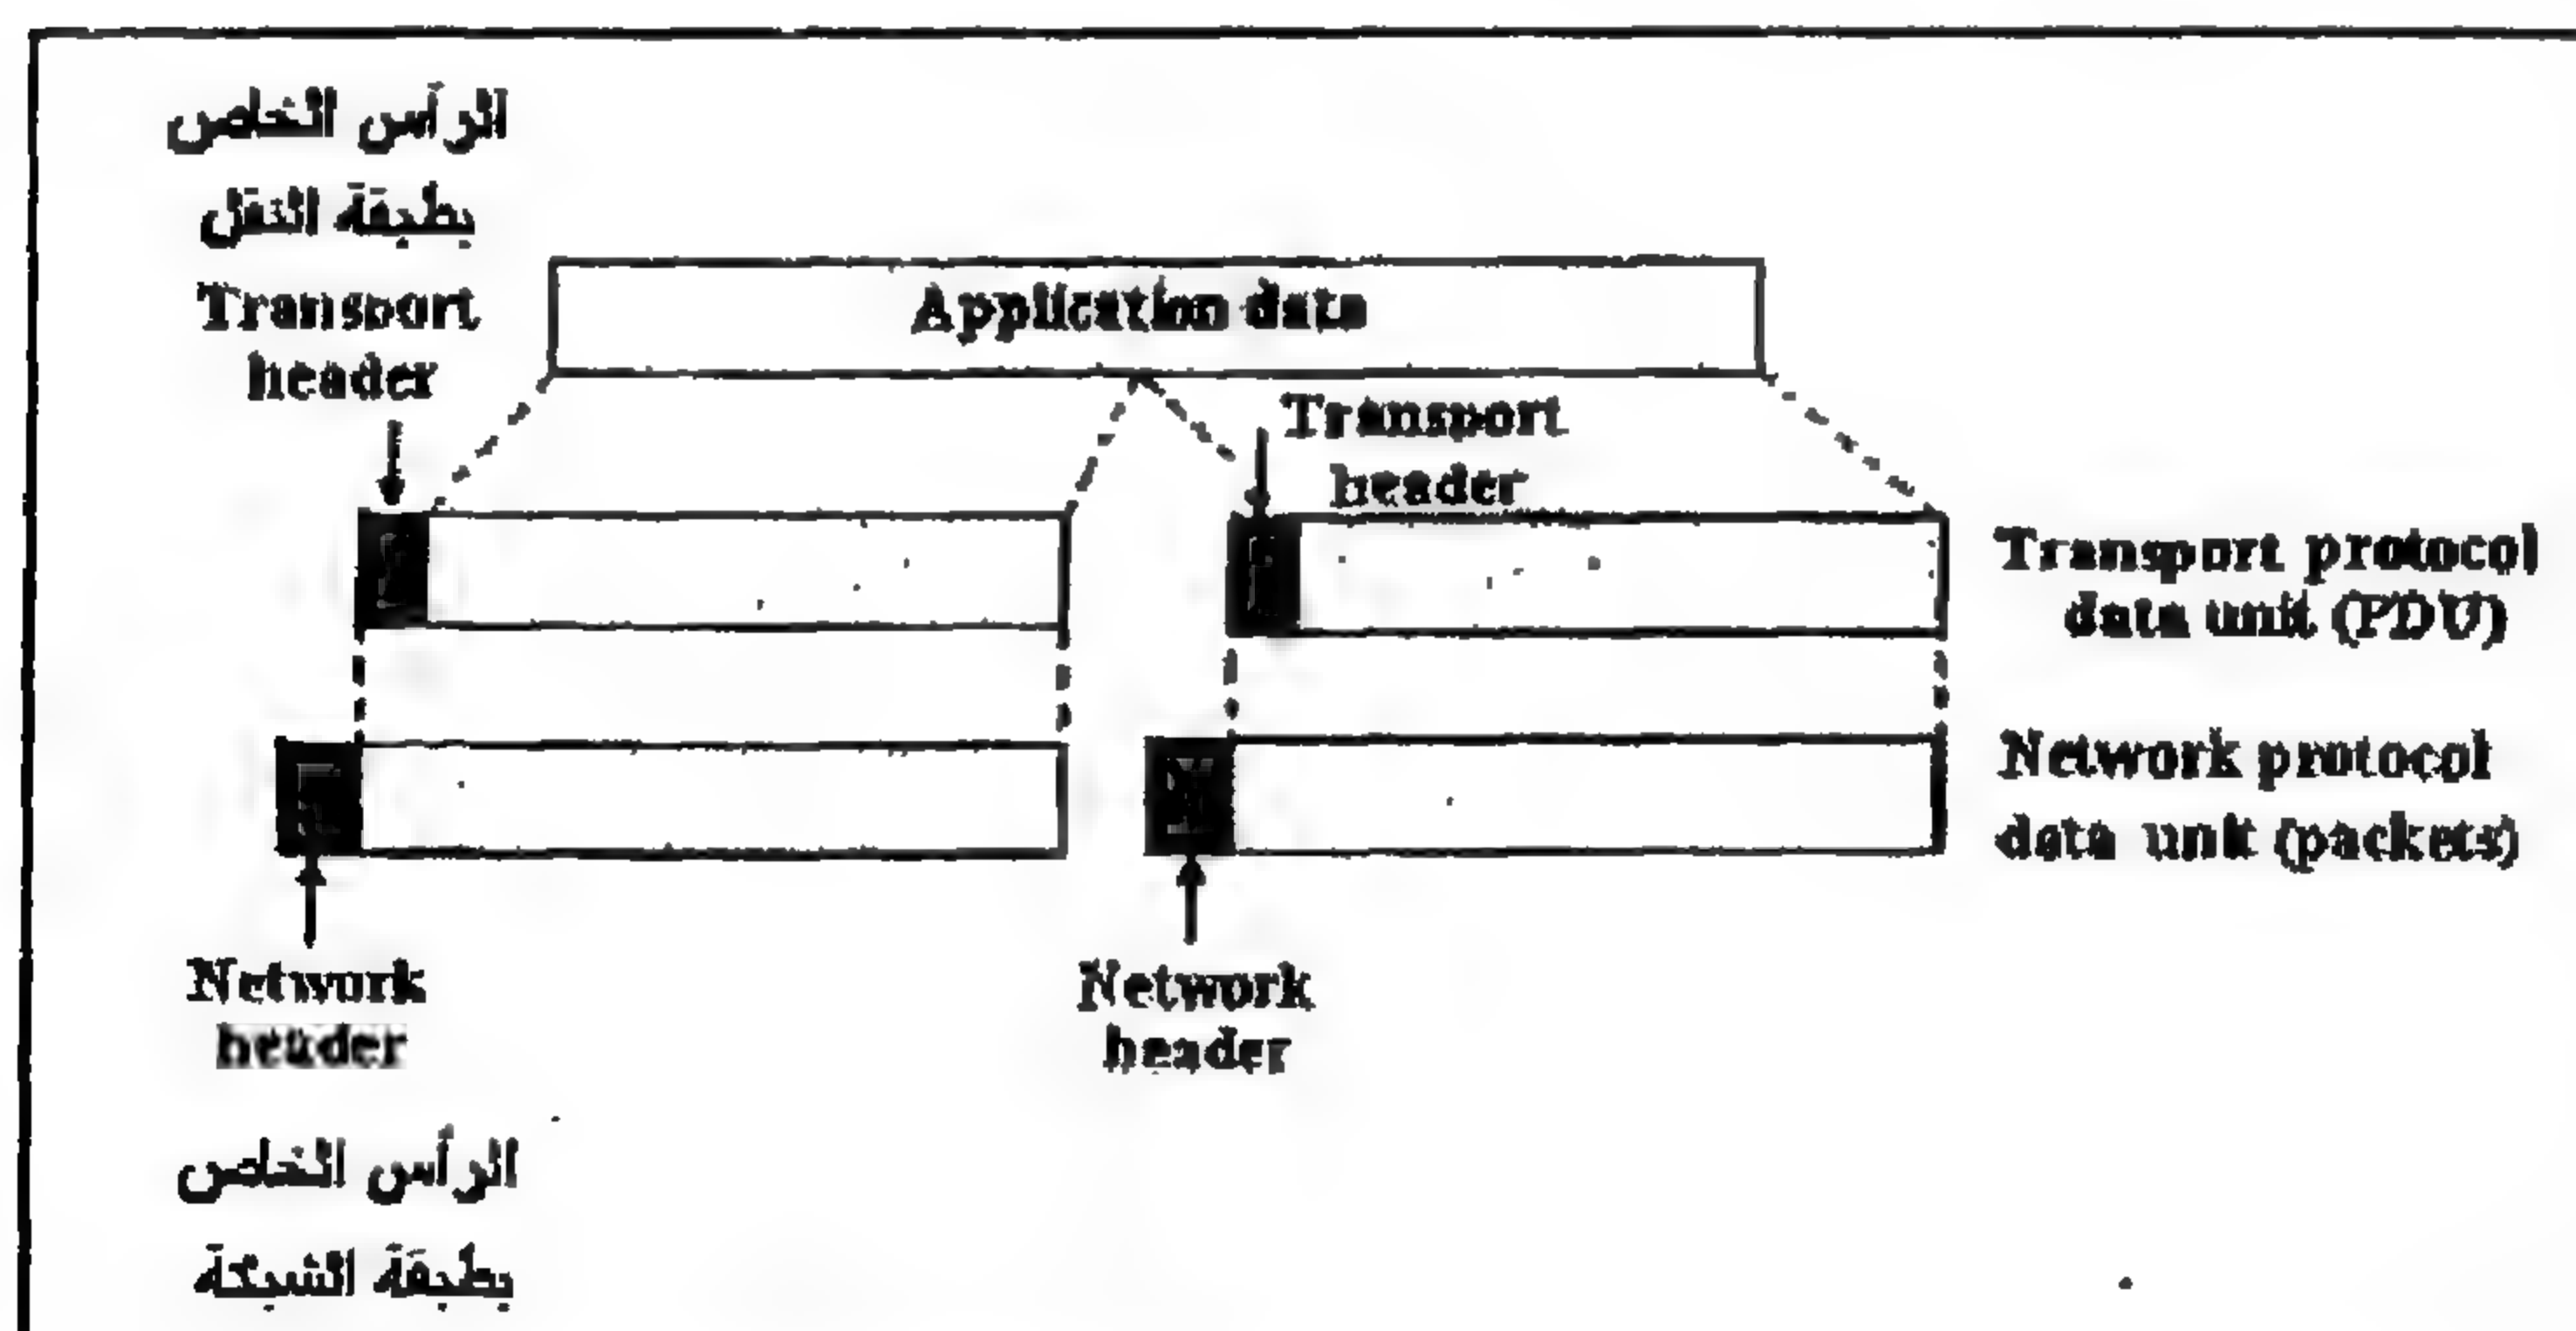 الرأس الخاص
بطبقة النقل
Transport
header
Application data
Transport
header
Transport protocol
data unit (PDU)
Network protocol
data unit (packets)
Network
header
Network
header
الرأس الخاص
بطبقة الشبكة